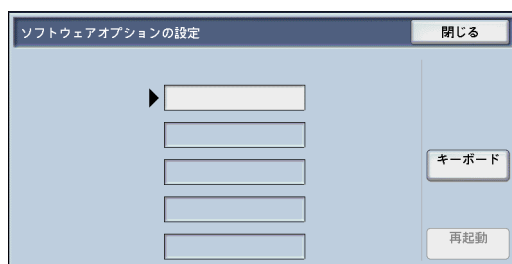 ソフトウェアオプションの設定
閉じる
キーボード
再起動